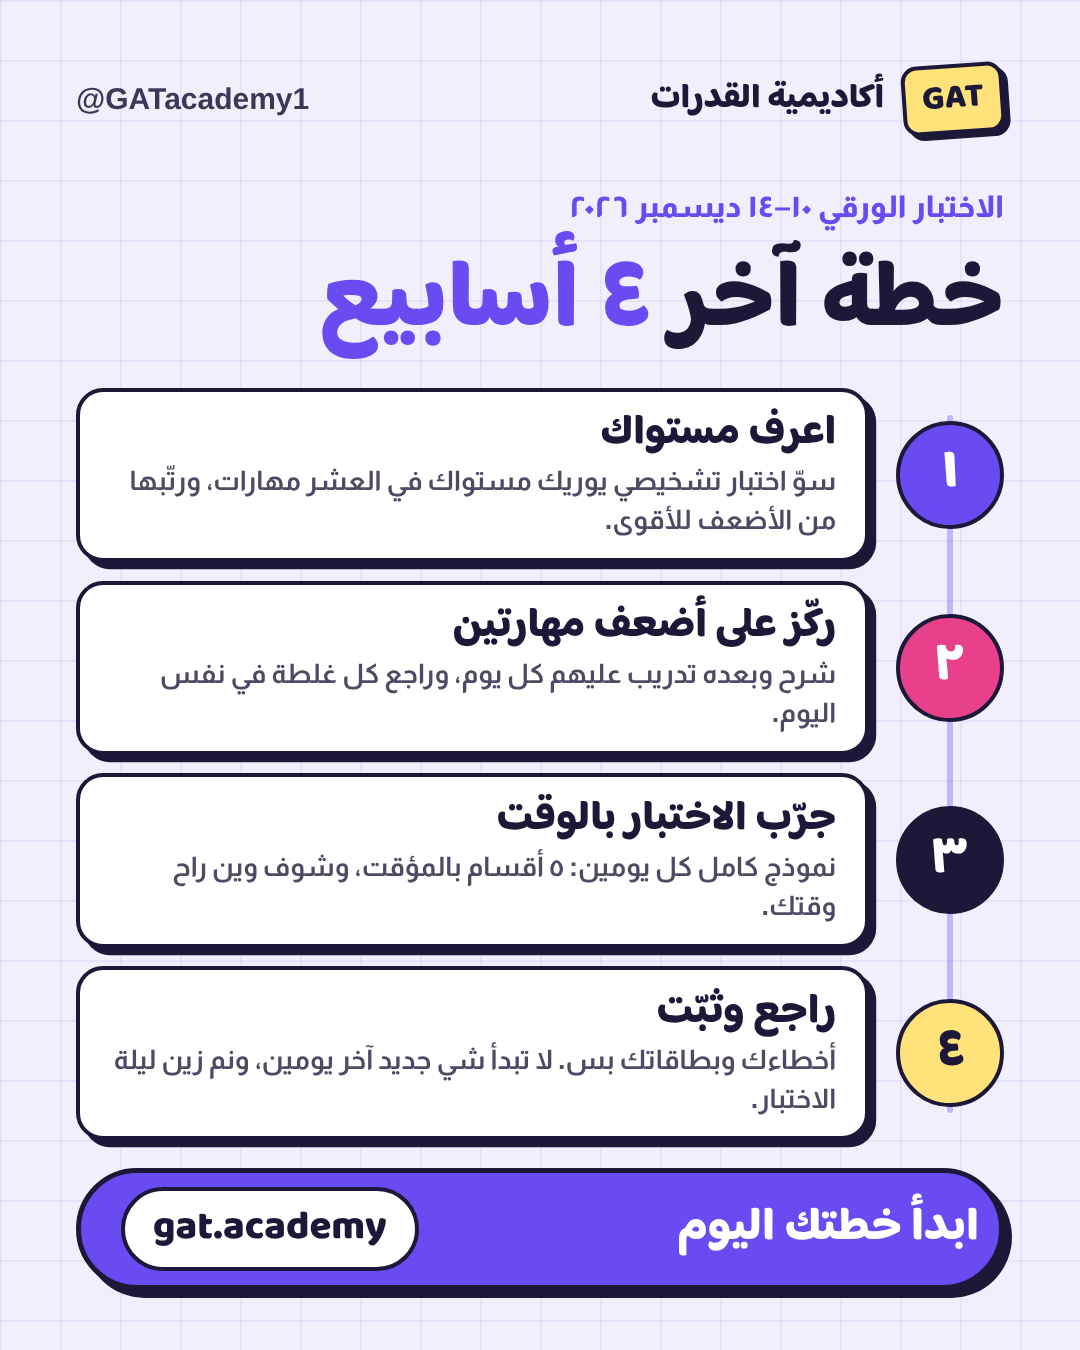 GAT
أكاديمية القدرات
@GATacademy1
الاختبار الورقي ١٠–١٤ ديسمبر ٢٠٢٦
خطة آخر ٤ أسابيع
١
اعرف مستواك
سوّ اختبار تشخيصي يوريك مستواك في العشر مهارات، ورتّبها
من الأضعف للأقوى.
٢
ركّز على أضعف مهارتين
شرح وبعده تدريب عليهم كل يوم، وراجع كل غلطة في نفس
اليوم.
٣
جرّب الاختبار بالوقت
نموذج كامل كل يومين: ٥ أقسام بالمؤقت، وشوف وين راح
وقتك.
٤
راجع وثبّت
أخطاءك وبطاقاتك بس. لا تبدأ شي جديد آخر يومين، ونم زين ليلة
الاختبار.
ابدأ خطتك اليوم
gat.academy